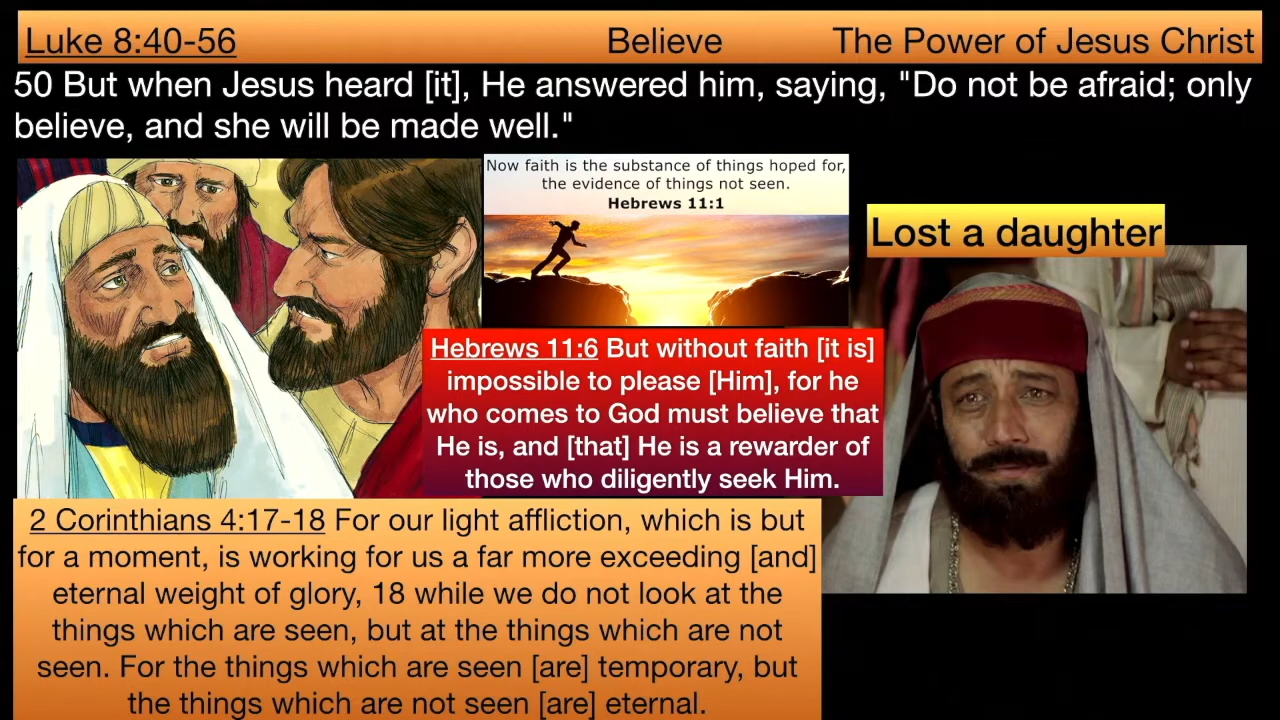 Luke 8:40-56 Believe The Power of Jesus Christ
50 But when Jesus heard [it], He answered him, saying, "Do not be afraid; only
believe, and she will be made well."
Now faith is the substance of things hoped for,
the evidence of things not seen.
Hebrews 11:1
Lost a daughter
Hebrews 11:6 But without faith [it is]
impossible to please [Him], for he
who comes to God must believe that
He is, and [that] He is a rewarder of
those who diligently seek Him.
2 Corinthians 4:17-18 For our light affliction, which is but
for a moment, is working for us a far more exceeding [and]
eternal weight of glory, 18 while we do not look at the
things which are seen, but at the things which are not
seen. For the things which are seen [are] temporary, but
the things which are not seen [are] eternal.